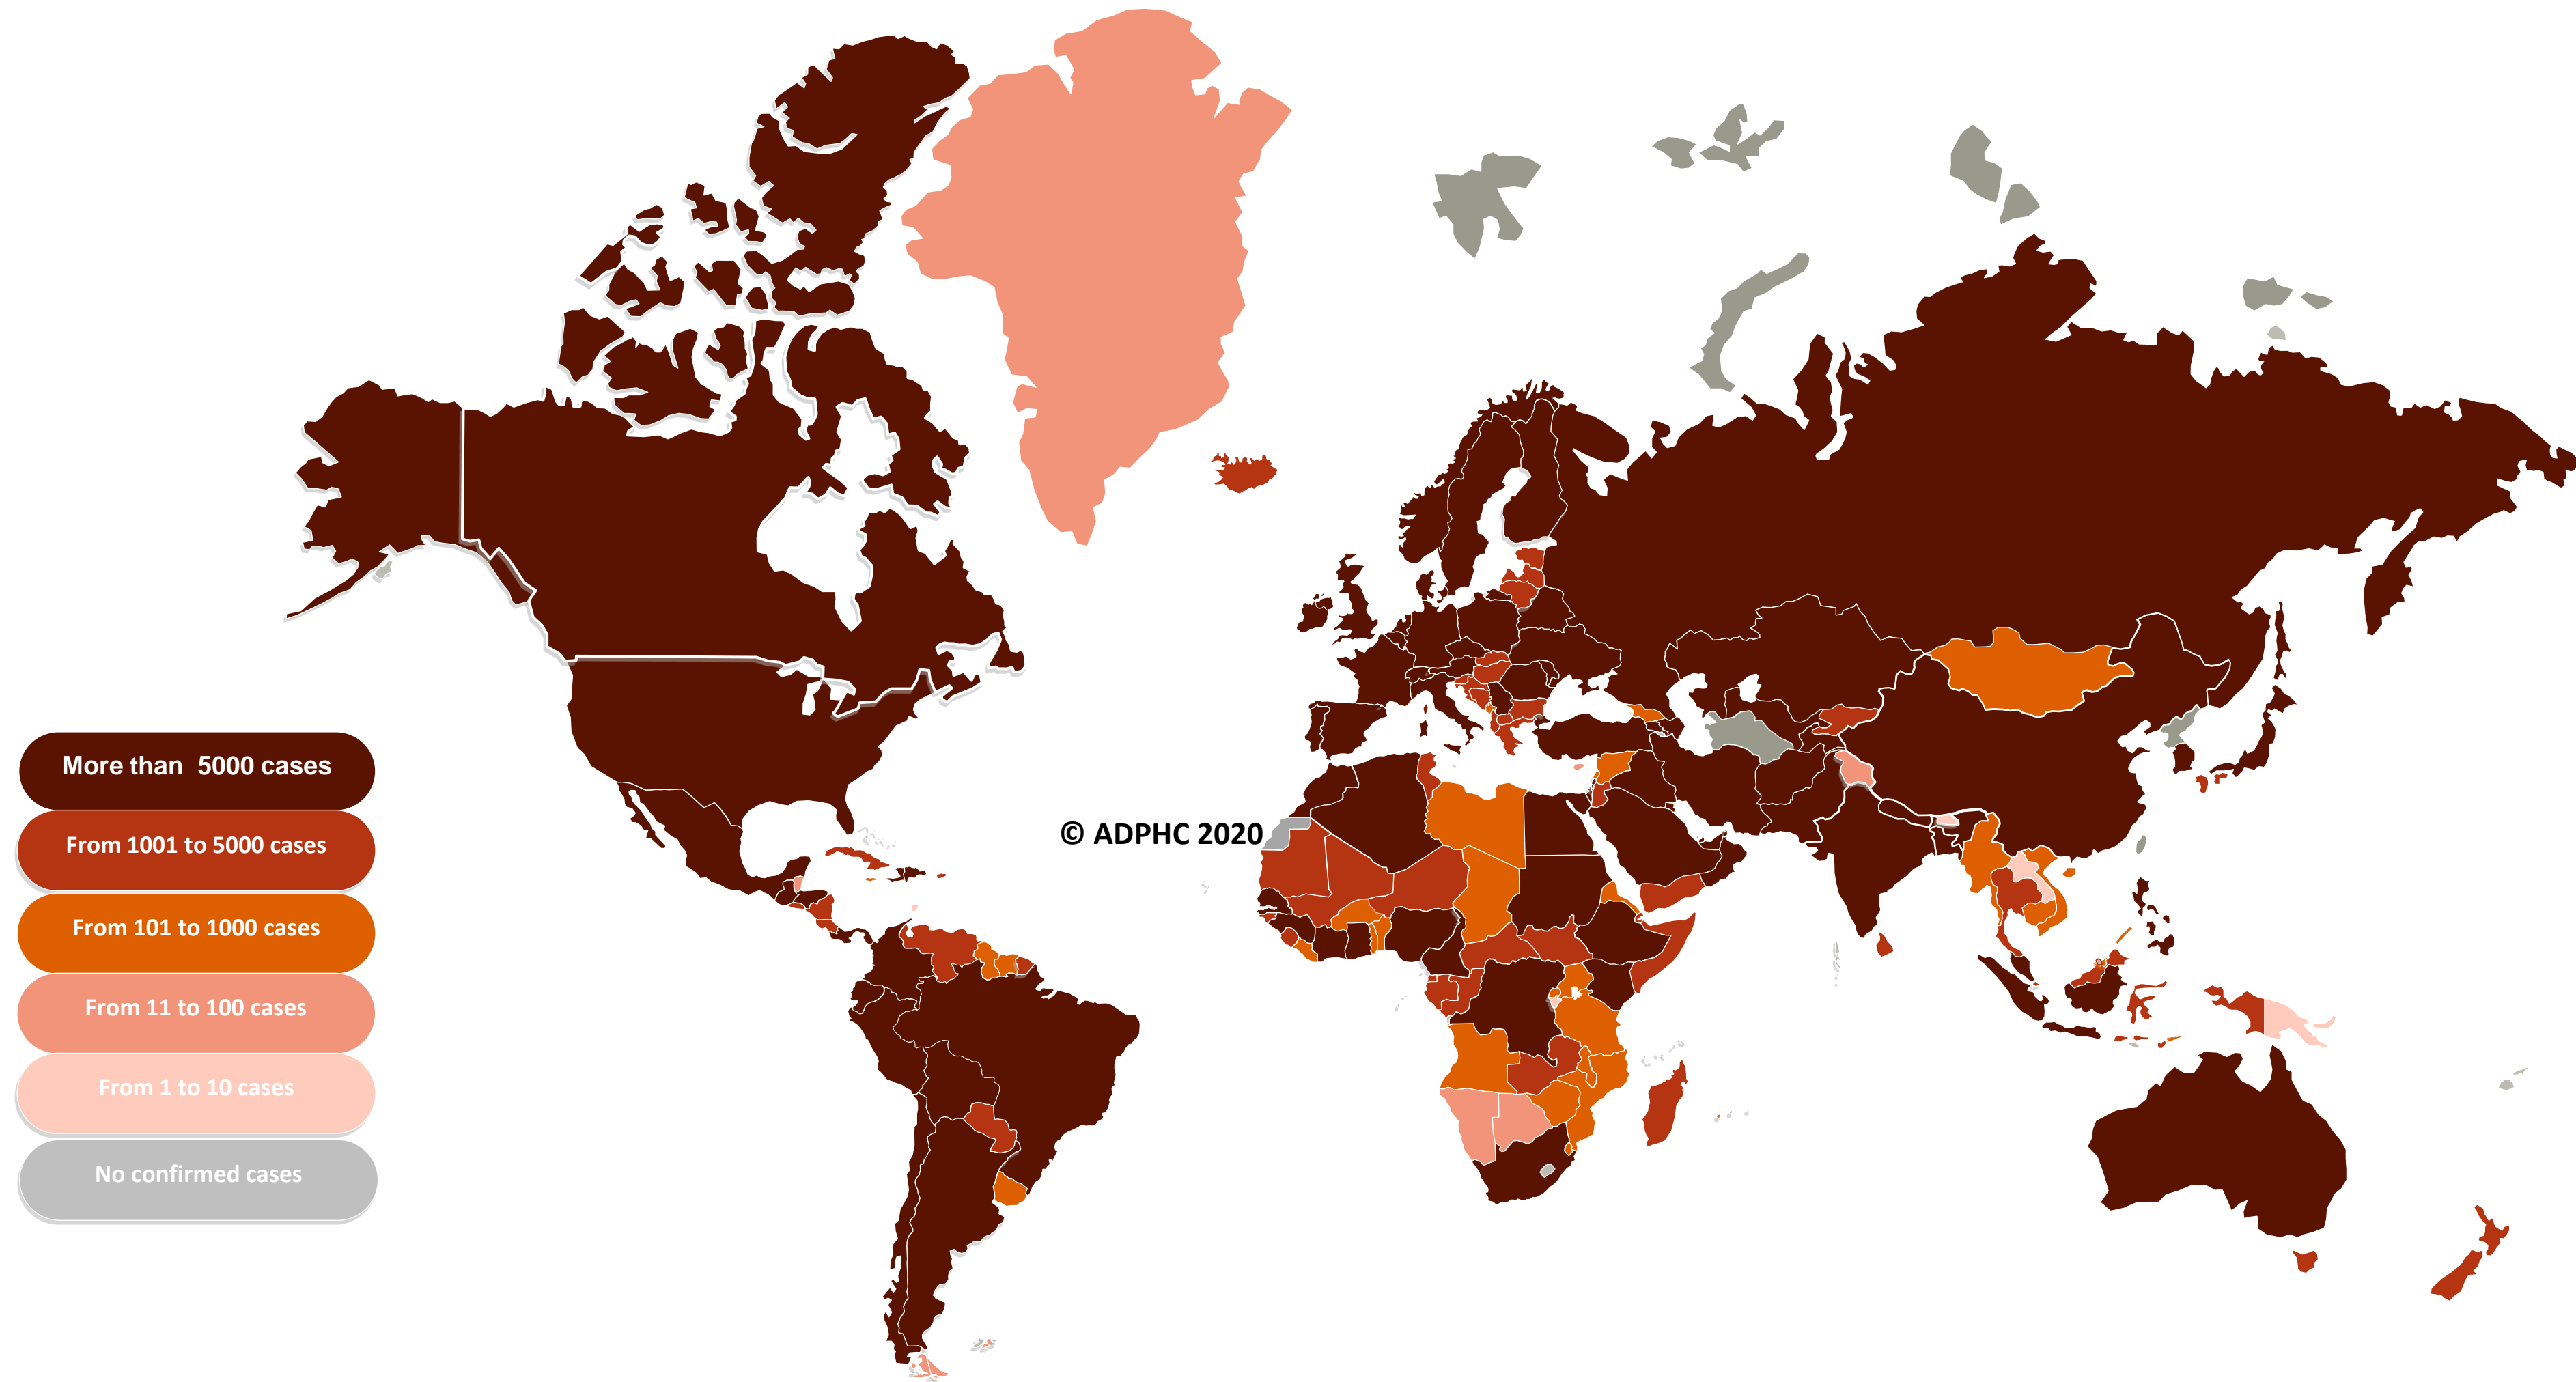 More than  5000 cases
From 1001 to 5000 cases
© ADPHC 2020
From 101 to 1000 cases
From 11 to 100 cases
From 1 to 10 cases
No confirmed cases